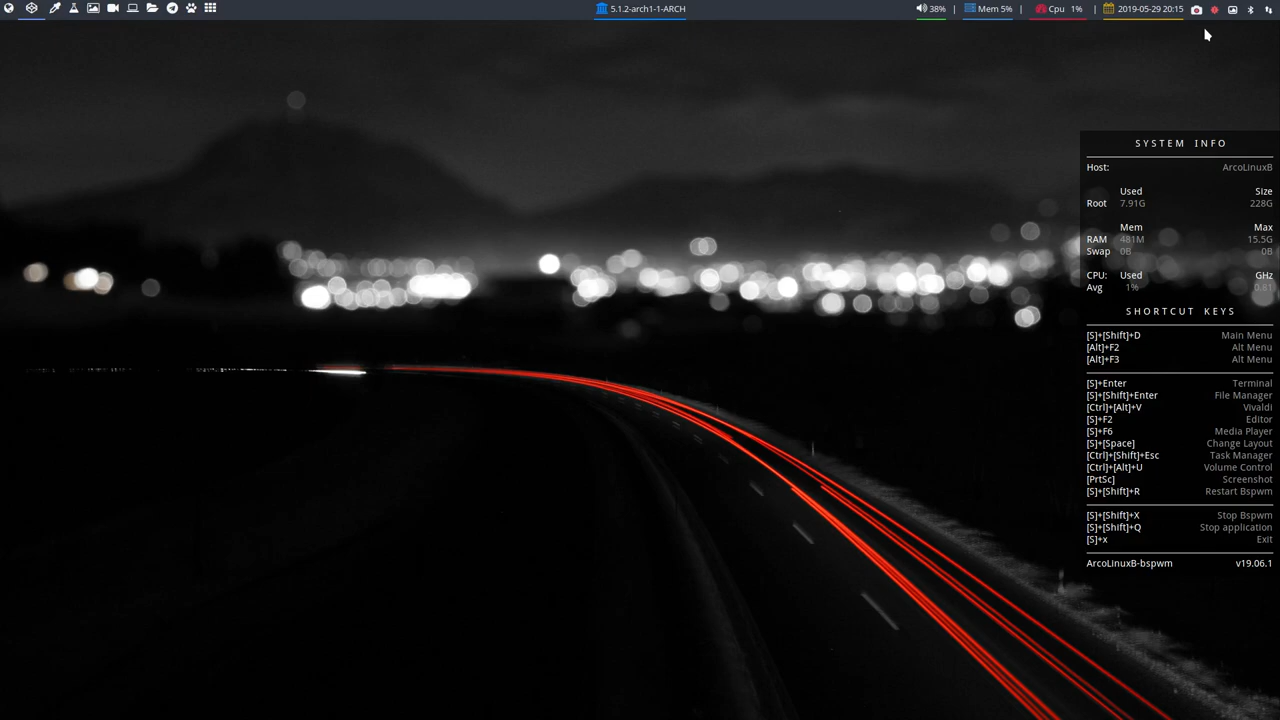 5.1.2-arch1-1-ARCH
38% | Mem 5% | Cpu 1% | 2019-05-29 20:15
SYSTEM INFO
Host: ArcoLinuxB
Used Size
Root 7.91G 228G
Mem Max
RAM 481M 15.5G
Swap 0B 0B
CPU: Used GHz
Avg 1% 0.81
SHORTCUT KEYS
[S]+[Shift]+D Main Menu
[Alt]+F2 Alt Menu
[Alt]+F3 Alt Menu
[S]+Enter Terminal
[S]+[Shift]+Enter File Manager
[Ctrl]+[Alt]+V Vivaldi
[S]+F2 Editor
[S]+F6 Media Player
[S]+[Space] Change Layout
[Ctrl]+[Shift]+Esc Task Manager
[Ctrl]+[Alt]+U Volume Control
[PrtSc] Screenshot
[S]+[Shift]+R Restart Bspwm
[S]+[Shift]+X Stop Bspwm
[S]+[Shift]+Q Stop application
[S]+x Exit
ArcoLinuxB-bspwm v19.06.1